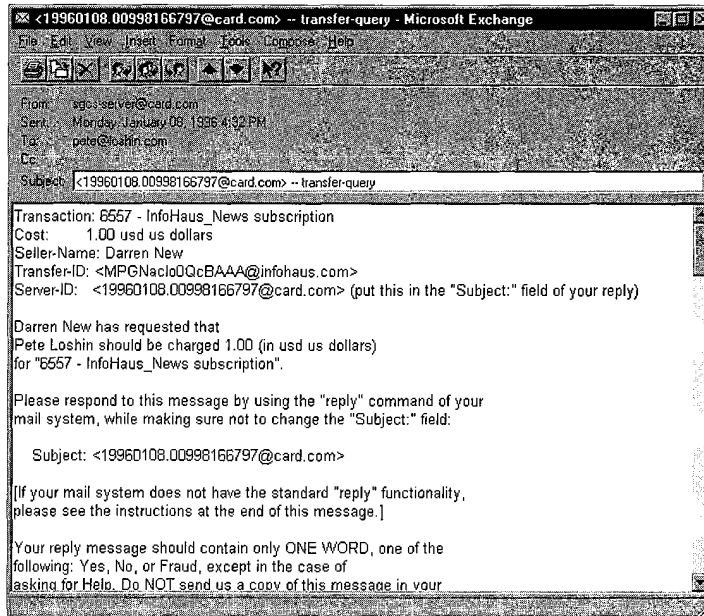 <19960108.00998166797@card.com> -- transfer-query - Microsoft Exchange
File Edit View Insert Format Tools Compose Help
From: sgcs-server@card.com
Sent: Monday, January 08, 1996 4:32 PM
To: pete@loshin.com
Cc:
Subject: <19960108.00998166797@card.com> -- transfer-query
Transaction: 6557 - InfoHaus_News subscription
Cost: 1.00 usd us dollars
Seller-Name: Darren New
Transfer-ID: <MPGNaclo0QcBAAA@infohaus.com>
Server-ID: <19960108.00998166797@card.com> (put this in the "Subject:" field of your reply)
Darren New has requested that
Pete Loshin should be charged 1.00 (in usd us dollars)
for "6557 - InfoHaus_News subscription".
Please respond to this message by using the "reply" command of your
mail system, while making sure not to change the "Subject:" field:
Subject: <19960108.00998166797@card.com>
[If your mail system does not have the standard "reply" functionality,
please see the instructions at the end of this message.]
Your reply message should contain only ONE WORD, one of the
following: Yes, No, or Fraud, except in the case of
asking for Help. Do NOT send us a copy of this message in your